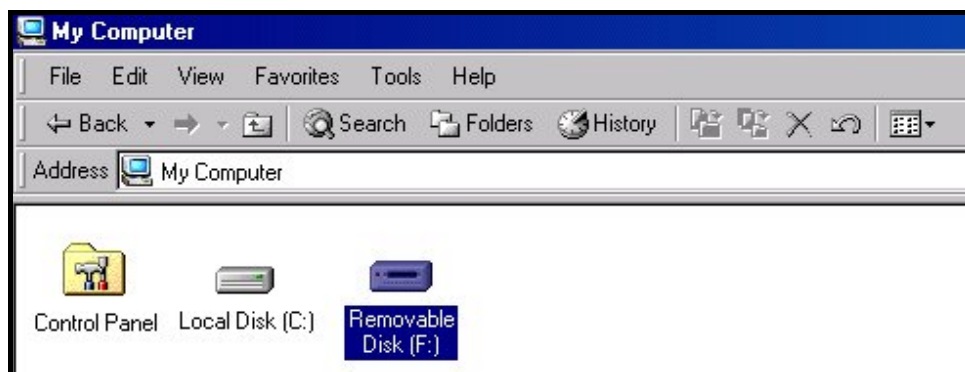 My Computer
File Edit View Favorites Tools Help
Back Search Folders History
Address My Computer
Control Panel Local Disk (C:) Removable
Disk (F:)